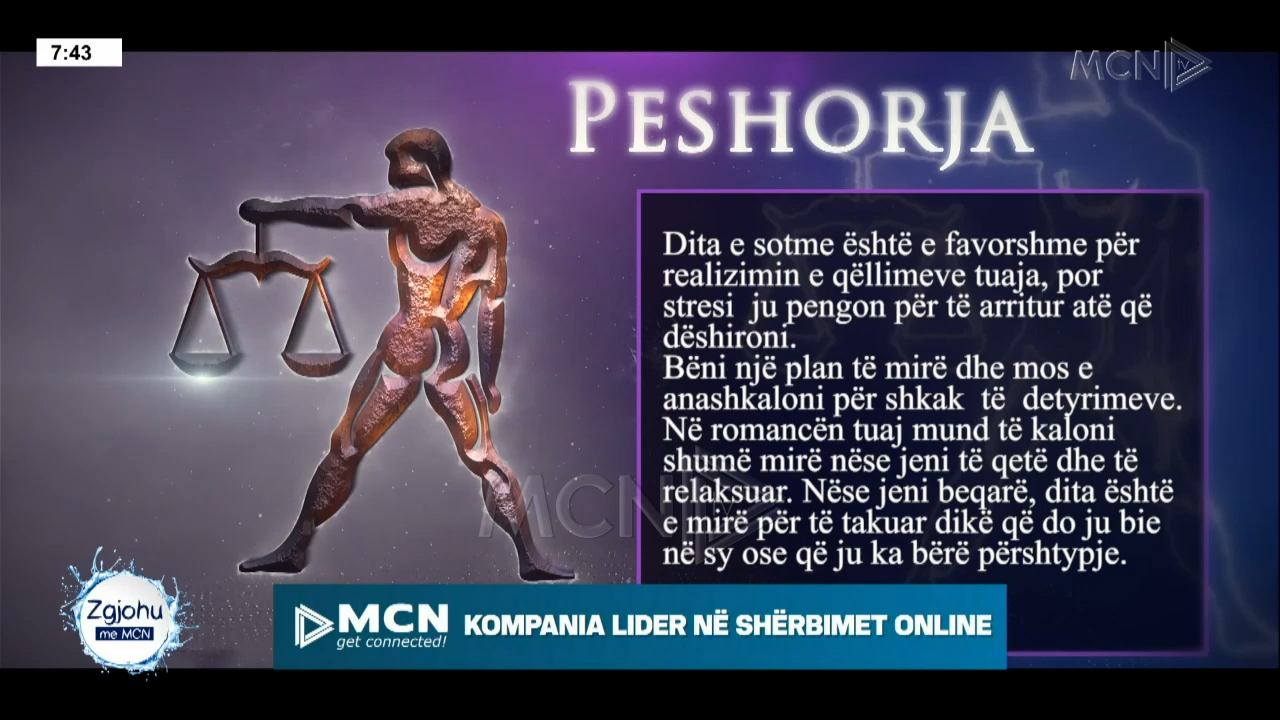 7:43
MCN TV
PESHORJA
Dita e sotme është e favorshme për
realizimin e qëllimeve tuaja, por
stresi  ju pengon për të arritur atë që
dëshironi.
Bëni një plan të mirë dhe mos e
anashkaloni për shkak  të  detyrimeve.
Në romancën tuaj mund të kaloni
shumë mirë nëse jeni të qetë dhe të
relaksuar. Nëse jeni beqarë, dita është
e mirë për të takuar dikë që do ju bie
në sy ose që ju ka bërë përshtypje.
MCN TV
Zgjohu
me MCN
MCN
get connected!
KOMPANIA LIDER NË SHËRBIMET ONLINE